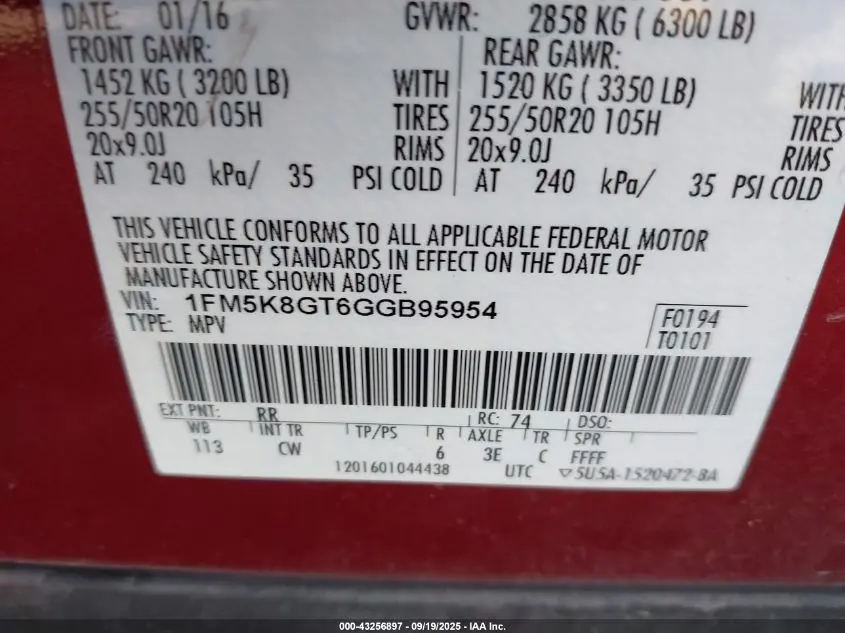 DATE: 01/16 GVWR: 2858 KG ( 6300 LB)
FRONT GAWR: REAR GAWR:
1452 KG ( 3200 LB) WITH 1520 KG ( 3350 LB) WITH
255/50R20 105H TIRES 255/50R20 105H TIRES
20x9.0J RIMS 20x9.0J RIMS
AT 240 kPa/ 35 PSI COLD AT 240 kPa/ 35 PSI COLD
THIS VEHICLE CONFORMS TO ALL APPLICABLE FEDERAL MOTOR
VEHICLE SAFETY STANDARDS IN EFFECT ON THE DATE OF
MANUFACTURE SHOWN ABOVE.
VIN: 1FM5K8GT6GGB95954
TYPE: MPV
F0194
T0101
EXT PNT: RR RC: 74 DSO:
WB INT TR TP/PS R AXLE TR SPR
113 CW 6 3E C FFFF
1201601044438 UTC ▽5U5A-1520472-BA
000-43256897 - 09/19/2025 - IAA Inc.